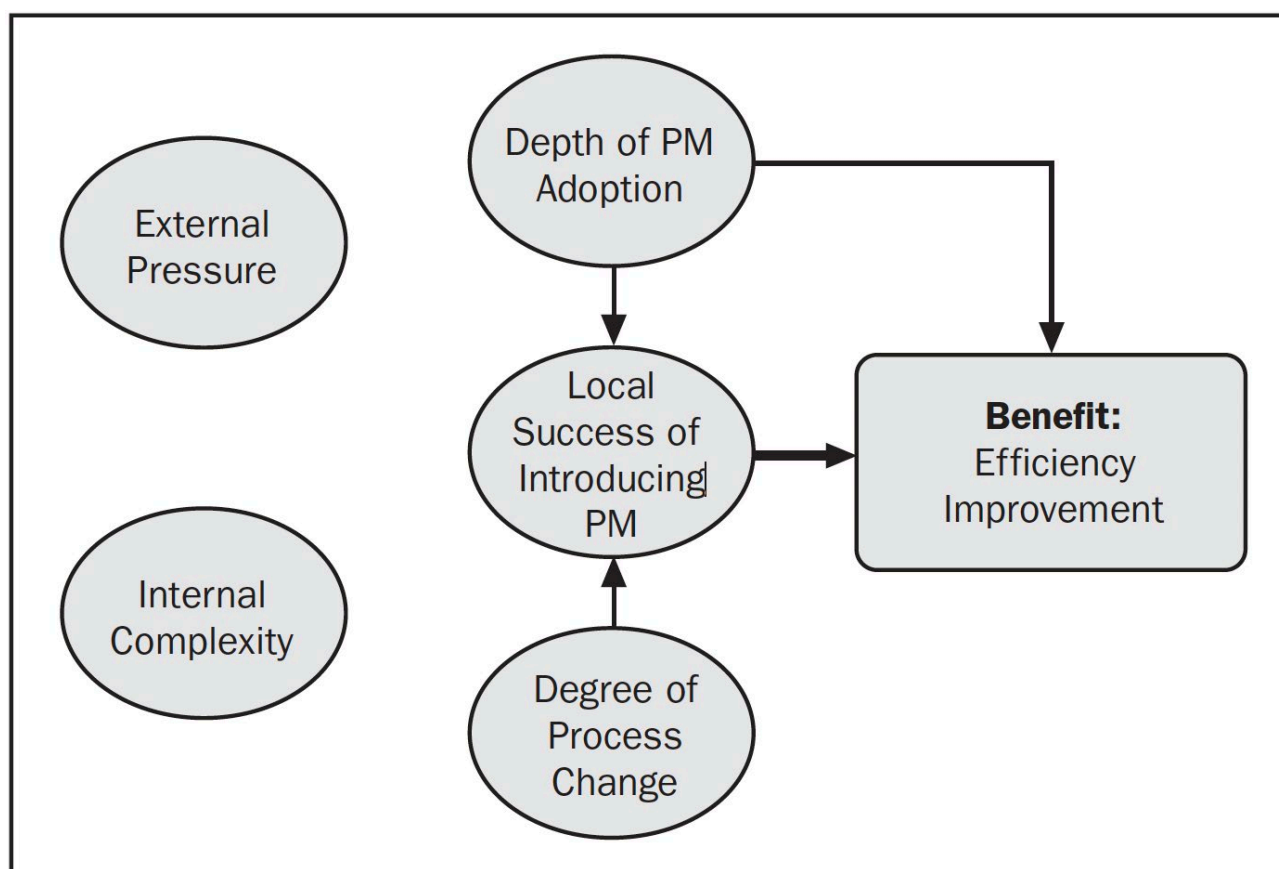 Depth of PM
Adoption
External
Pressure
Local
Success of
Introducing
PM
Benefit:
Efficiency
Improvement
Internal
Complexity
Degree of
Process
Change